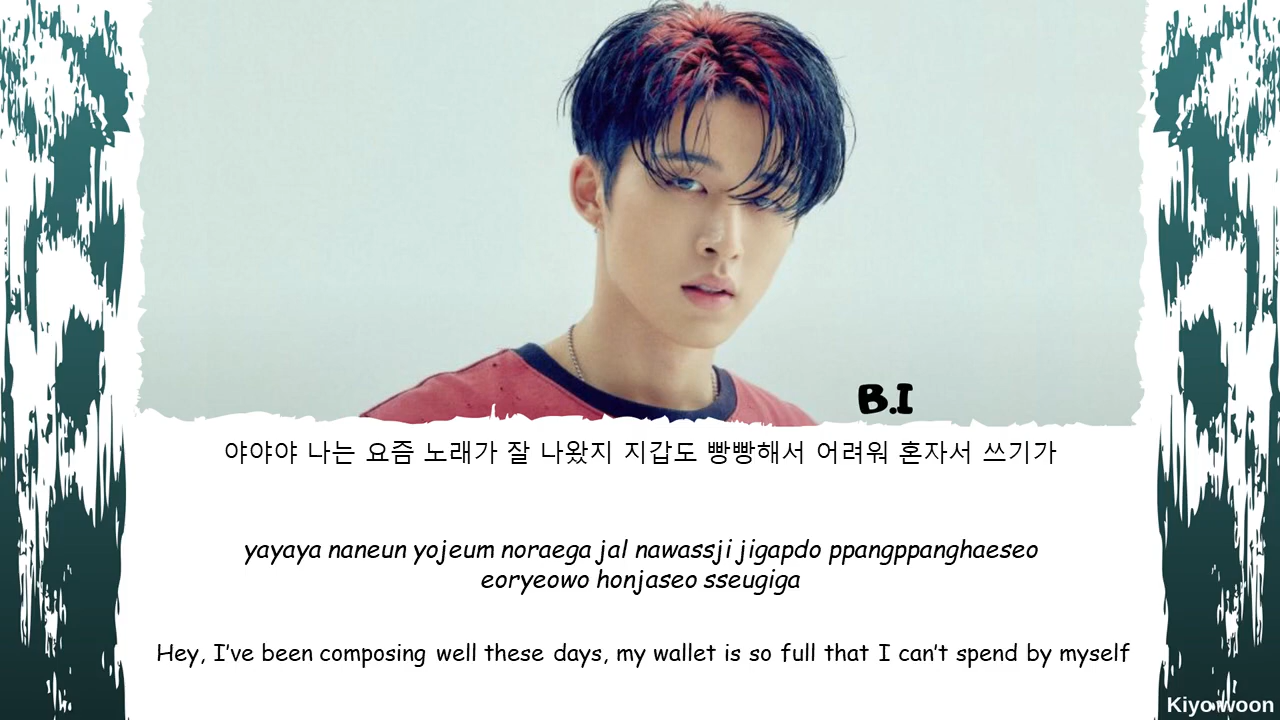 B.I
야야야 나는 요즘 노래가 잘 나왔지 지갑도 빵빵해서 어려워 혼자서 쓰기가
yayaya naneun yojeum noraega jal nawassji jigapdo ppangppanghaeseo
eoryeowo honjaseo sseugiga
Hey, I’ve been composing well these days, my wallet is so full that I can’t spend by myself
Kiyo woon